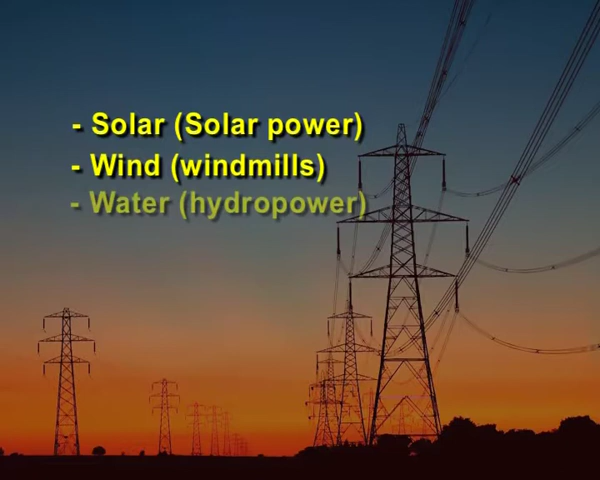 - Solar (Solar power)
- Wind (windmills)
- Water (hydropower)